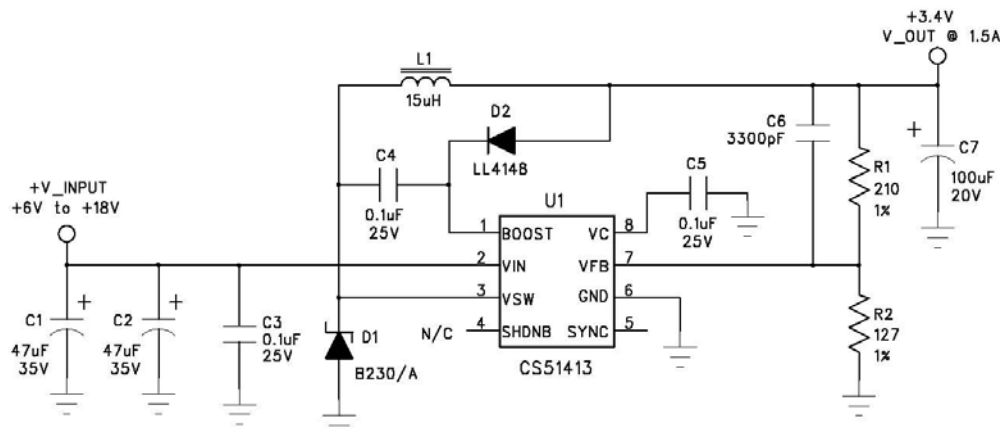 +3.4V
V_OUT @ 1.5A
L1
15uH
D2
LL414B
C6
3300pF
C4
0.1uF
25V
C5
0.1uF
25V
R1
210
1%
C7
100uF
20V
+
+V_INPUT
+6V to +18V
U1
1
BOOST
VC
8
2
VIN
VFB
7
3
VSW
GND
6
N/C
4
SHDNB
SYNC
5
CS51413
C1
+
47uF
35V
C2
+
47uF
35V
C3
0.1uF
25V
D1
B230/A
R2
127
1%